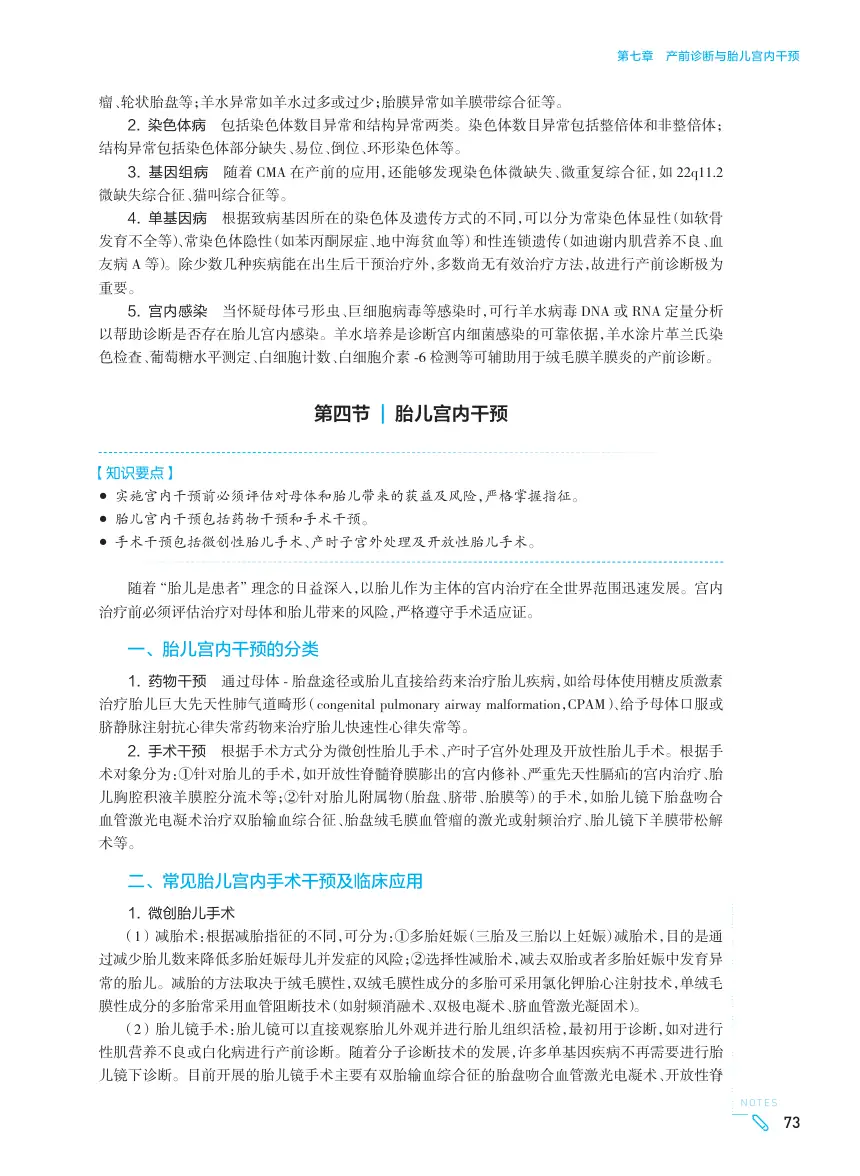 第七章 产前诊断与胎儿宫内干预
瘤、轮状胎盘等;羊水异常如羊水过多或过少;胎膜异常如羊膜带综合征等。
2. 染色体病 包括染色体数目异常和结构异常两类。染色体数目异常包括整倍体和非整倍体;
结构异常包括染色体部分缺失、易位、倒位、环形染色体等。
3. 基因组病 随着 CMA 在产前的应用,还能够发现染色体微缺失、微重复综合征,如 22q11.2
微缺失综合征、猫叫综合征等。
4. 单基因病 根据致病基因所在的染色体及遗传方式的不同,可以分为常染色体显性(如软骨
发育不全等)、常染色体隐性(如苯丙酮尿症、地中海贫血等)和性连锁遗传(如迪谢内肌营养不良、血
友病 A 等)。除少数几种疾病能在出生后干预治疗外,多数尚无有效治疗方法,故进行产前诊断极为
重要。
5. 宫内感染 当怀疑母体弓形虫、巨细胞病毒等感染时,可行羊水病毒 DNA 或 RNA 定量分析
以帮助诊断是否存在胎儿宫内感染。羊水培养是诊断宫内细菌感染的可靠依据,羊水涂片革兰氏染
色检查、葡萄糖水平测定、白细胞计数、白细胞介素 -6 检测等可辅助用于绒毛膜羊膜炎的产前诊断。
第四节 | 胎儿宫内干预
【知识要点】
● 实施宫内干预前必须评估对母体和胎儿带来的获益及风险,严格掌握指征。
● 胎儿宫内干预包括药物干预和手术干预。
● 手术干预包括微创性胎儿手术、产时子宫外处理及开放性胎儿手术。
随着“胎儿是患者”理念的日益深入,以胎儿作为主体的宫内治疗在全世界范围迅速发展。宫内
治疗前必须评估治疗对母体和胎儿带来的风险,严格遵守手术适应证。
一、胎儿宫内干预的分类
1. 药物干预 通过母体 - 胎盘途径或胎儿直接给药来治疗胎儿疾病,如给母体使用糖皮质激素
治疗胎儿巨大先天性肺气道畸形(congenital pulmonary airway malformation,CPAM)、给予母体口服或
脐静脉注射抗心律失常药物来治疗胎儿快速性心律失常等。
2. 手术干预 根据手术方式分为微创性胎儿手术、产时子宫外处理及开放性胎儿手术。根据手
术对象分为:①针对胎儿的手术,如开放性脊髓脊膜膨出的宫内修补、严重先天性膈疝的宫内治疗、胎
儿胸腔积液羊膜腔分流术等;②针对胎儿附属物(胎盘、脐带、胎膜等)的手术,如胎儿镜下胎盘吻合
血管激光电凝术治疗双胎输血综合征、胎盘绒毛膜血管瘤的激光或射频治疗、胎儿镜下羊膜带松解
术等。
二、常见胎儿宫内手术干预及临床应用
1. 微创胎儿手术
(1)减胎术:根据减胎指征的不同,可分为:①多胎妊娠(三胎及三胎以上妊娠)减胎术,目的是通
过减少胎儿数来降低多胎妊娠母儿并发症的风险;②选择性减胎术,减去双胎或者多胎妊娠中发育异
常的胎儿。减胎的方法取决于绒毛膜性,双绒毛膜性成分的多胎可采用氯化钾胎心注射技术,单绒毛
膜性成分的多胎常采用血管阻断技术(如射频消融术、双极电凝术、脐血管激光凝固术)。
(2)胎儿镜手术:胎儿镜可以直接观察胎儿外观并进行胎儿组织活检,最初用于诊断,如对进行
性肌营养不良或白化病进行产前诊断。随着分子诊断技术的发展,许多单基因疾病不再需要进行胎
儿镜下诊断。目前开展的胎儿镜手术主要有双胎输血综合征的胎盘吻合血管激光电凝术、开放性脊
NOTES
73